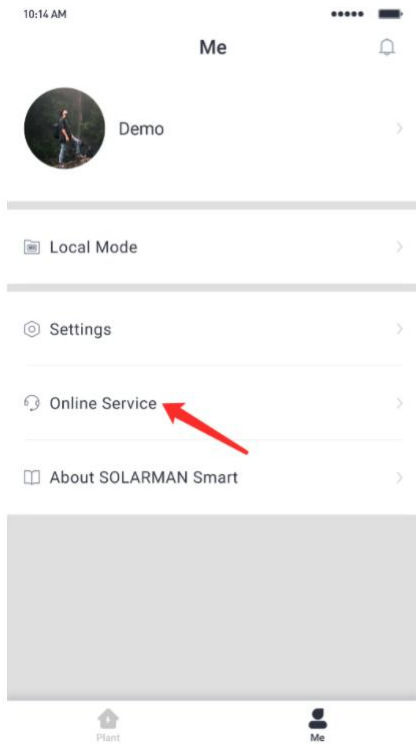 10:14 AM
Me
Demo
Local Mode
Settings
Online Service
About SOLARMAN Smart
Plant
Me